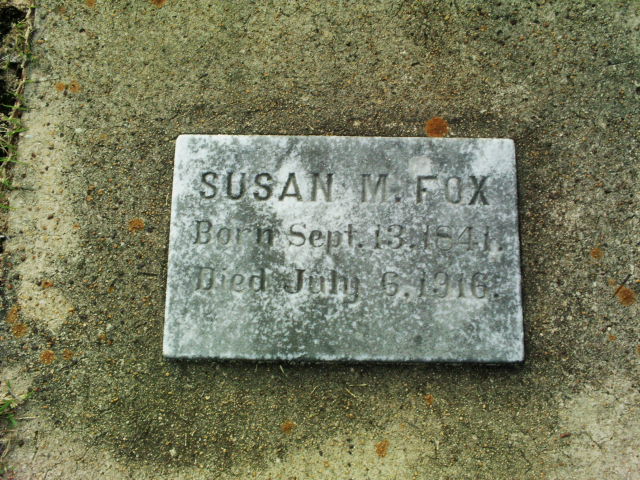 SUSAN M. FOX
Born Sept. 13. 1841.
Died July 6. 1916.